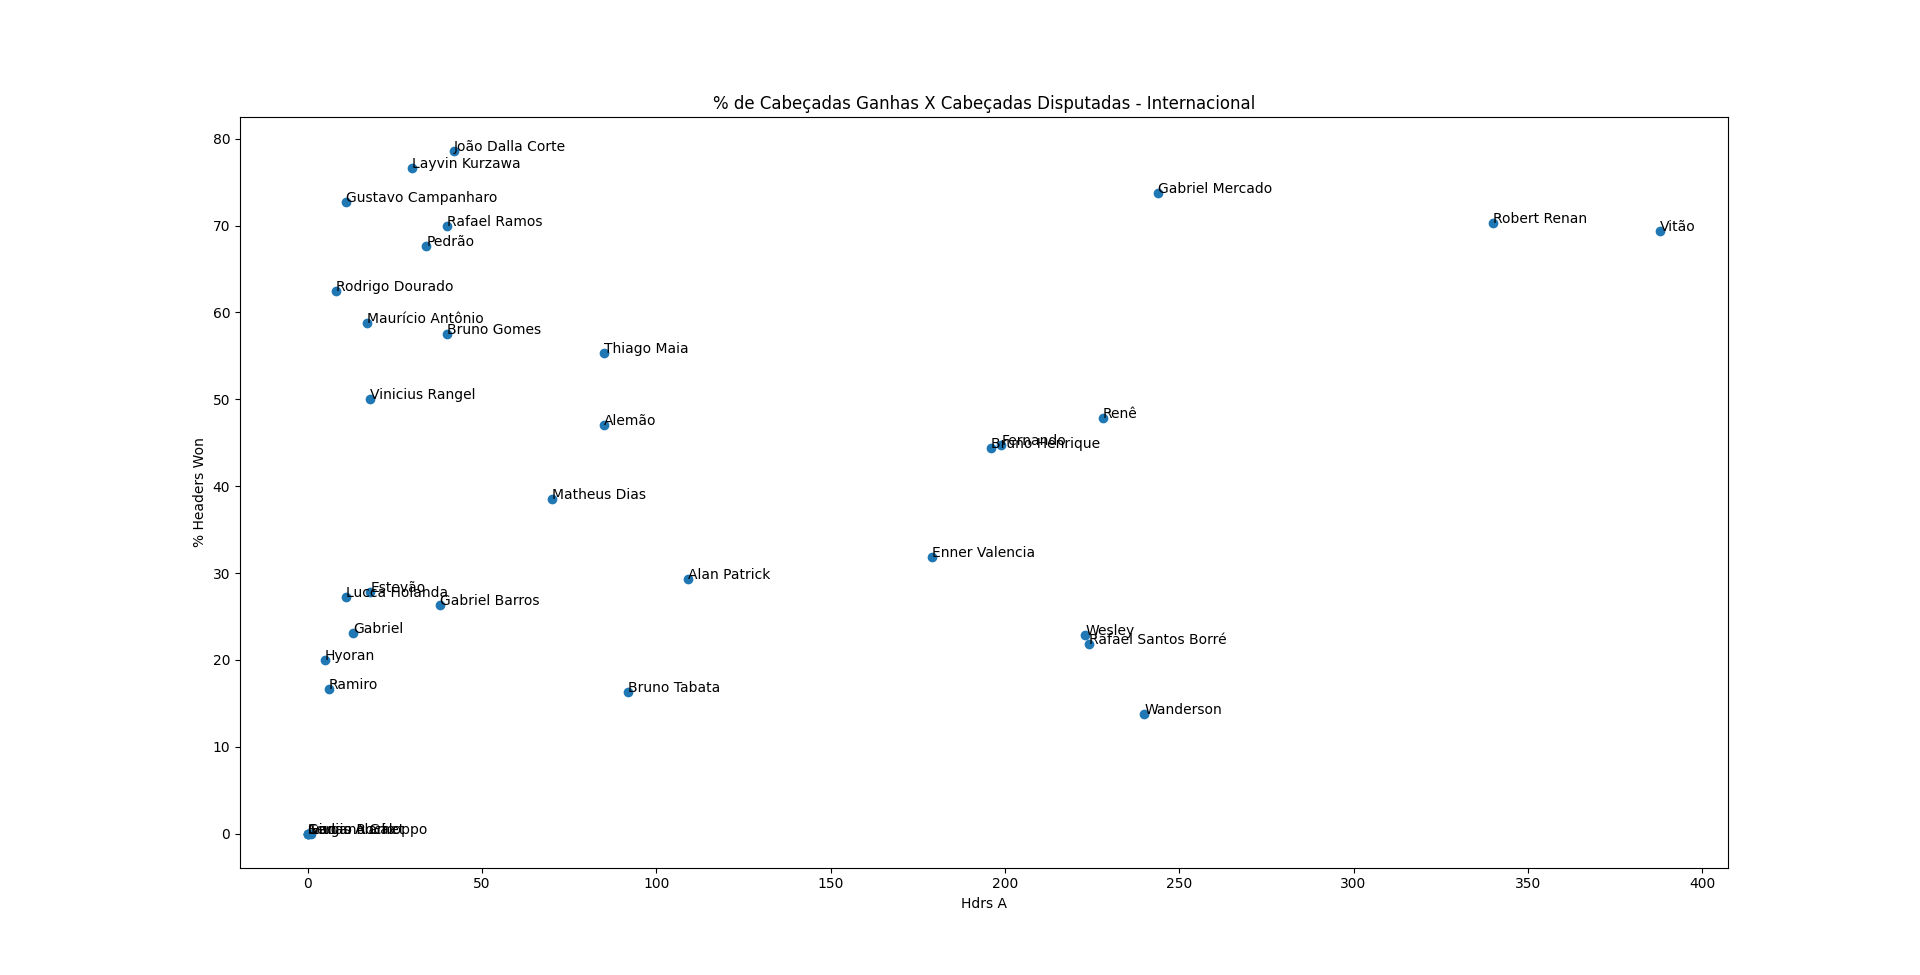 % de Cabeçadas Ganhas X Cabeçadas Disputadas - Internacional
80
João Dalla Corte
Layvin Kurzawa
Gabriel Mercado
Gustavo Campanharo
70
Rafael Ramos
Robert Renan
Vitão
Pedrão
Rodrigo Dourado
60
Maurício Antônio
Bruno Gomes
Thiago Maia
50
Vinicius Rangel
Renê
Alemão
Fernando
Bruno Henrique
% Headers Won
40
Matheus Dias
Enner Valencia
30
Alan Patrick
Estevão
Lucca Holanda
Gabriel Barros
Gabriel
Wesley
Rafael Santos Borré
20
Hyoran
Ramiro
Bruno Tabata
Wanderson
10
0
0 50 100 150 200 250 300 350 400
Hdrs A